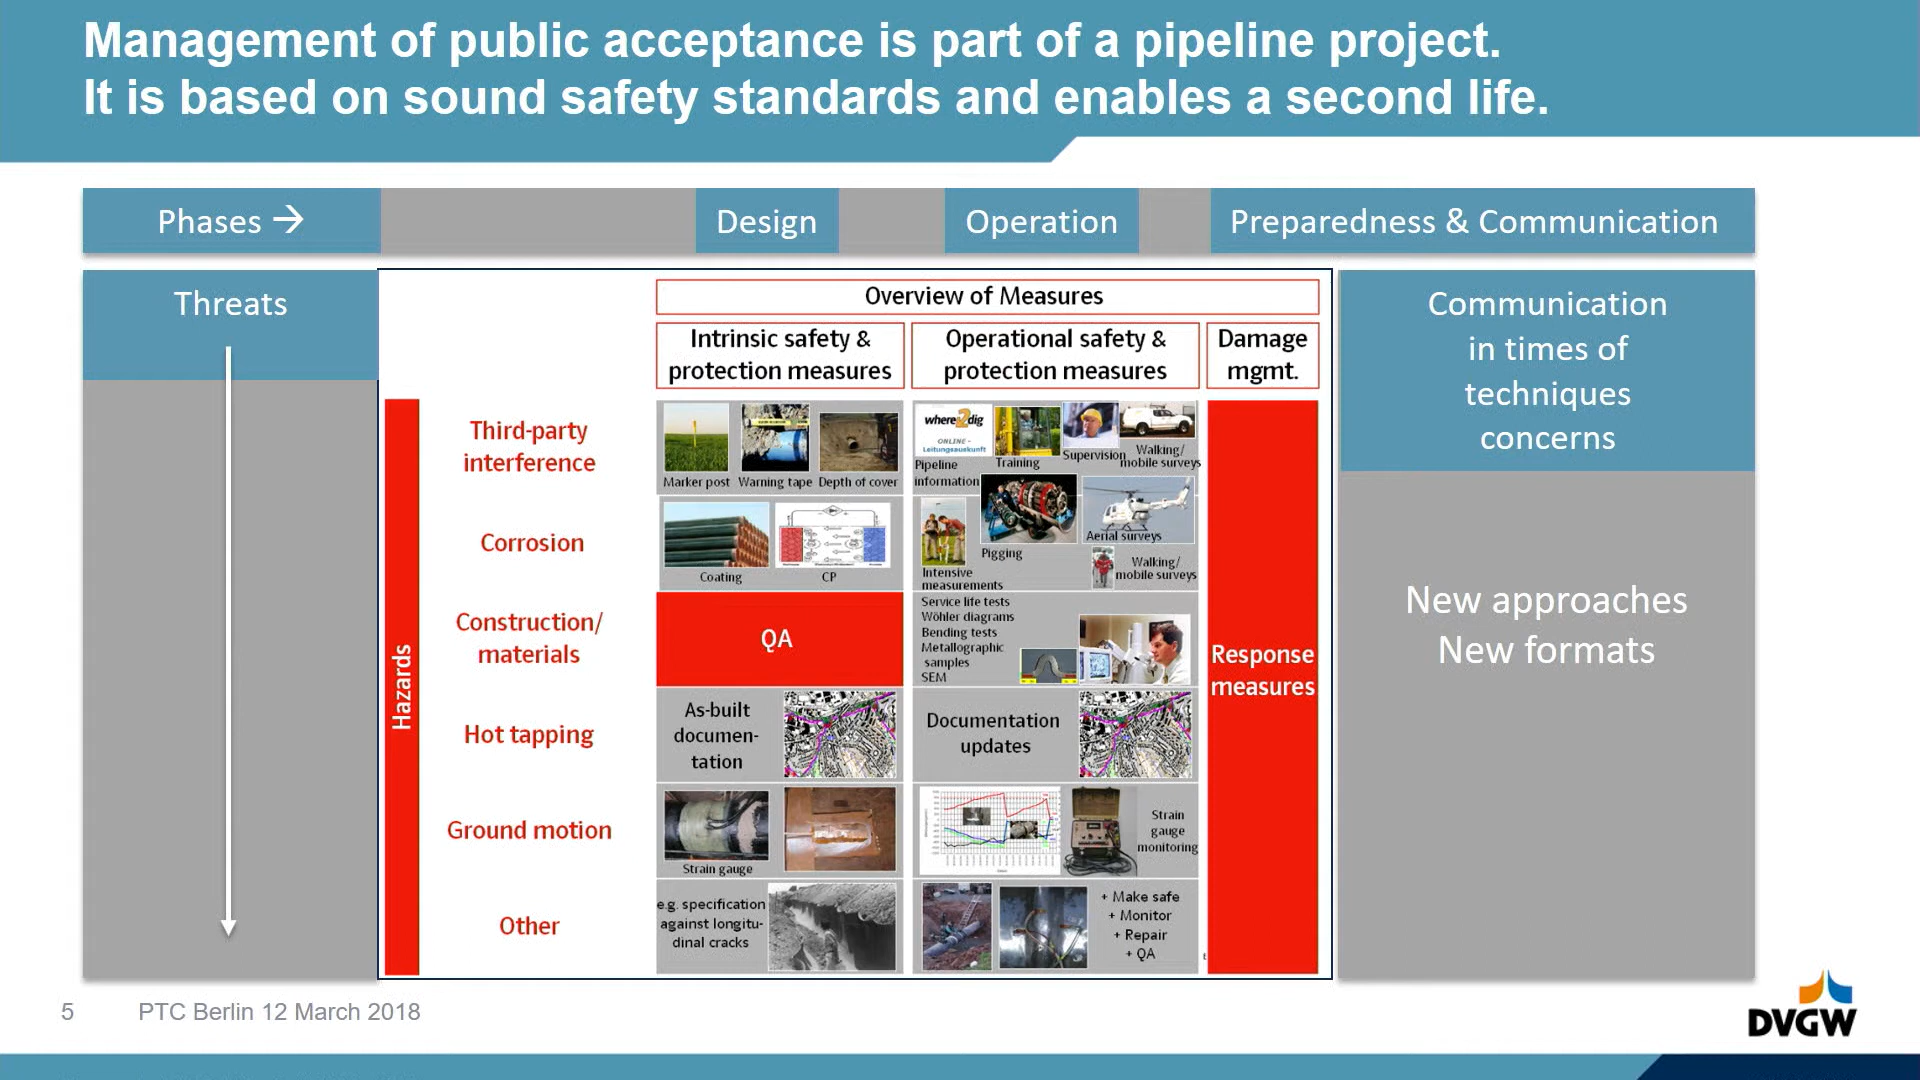 Management of public acceptance is part of a pipeline project.
It is based on sound safety standards and enables a second life.
Phases →
Design
Operation
Preparedness & Communication
Threats
Overview of Measures
Intrinsic safety &
protection measures
Operational safety &
protection measures
Damage
mgmt.
Hazards
Third-party
interference
Marker post
Warning tape
Depth of cover
where2dig
ONLINE -
Leitungsauskunft
Pipeline
information
Training
Supervision
Walking/
mobile surveys
Corrosion
Coating
CP
Intensive
measurements
Pigging
Aerial surveys
Walking/
mobile surveys
Construction/
materials
QA
Service life tests
Wöhler diagrams
Bending tests
Metallographic
samples
SEM
Hot tapping
As-built
documen-
tation
Documentation
updates
Ground motion
Strain gauge
Strain
gauge
monitoring
Other
e.g. specification
against longitu-
dinal cracks
+ Make safe
+ Monitor
+ Repair
+ QA
Response
measures
Communication
in times of
techniques
concerns
New approaches
New formats
5
PTC Berlin 12 March 2018
DVGW